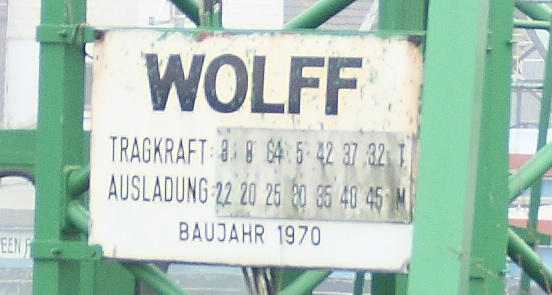 WOLFF
TRAGKRAFT: 8 8 64 5 42 37 32 T
AUSLADUNG: 22 20 25 30 35 40 45 M
BAUJAHR 1970